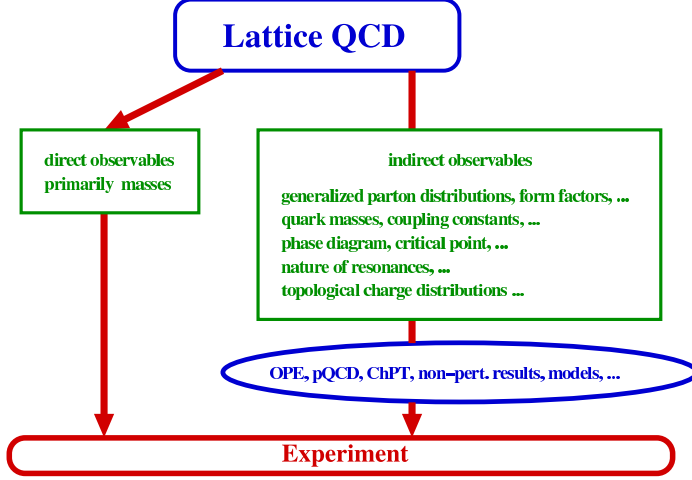 Lattice QCD
direct observables
primarily masses
indirect observables
generalized parton distributions, form factors, ...
quark masses, coupling constants, ...
phase diagram, critical point, ...
nature of resonances, ...
topological charge distributions ...
OPE, pQCD, ChPT, non-pert. results, models, ...
Experiment